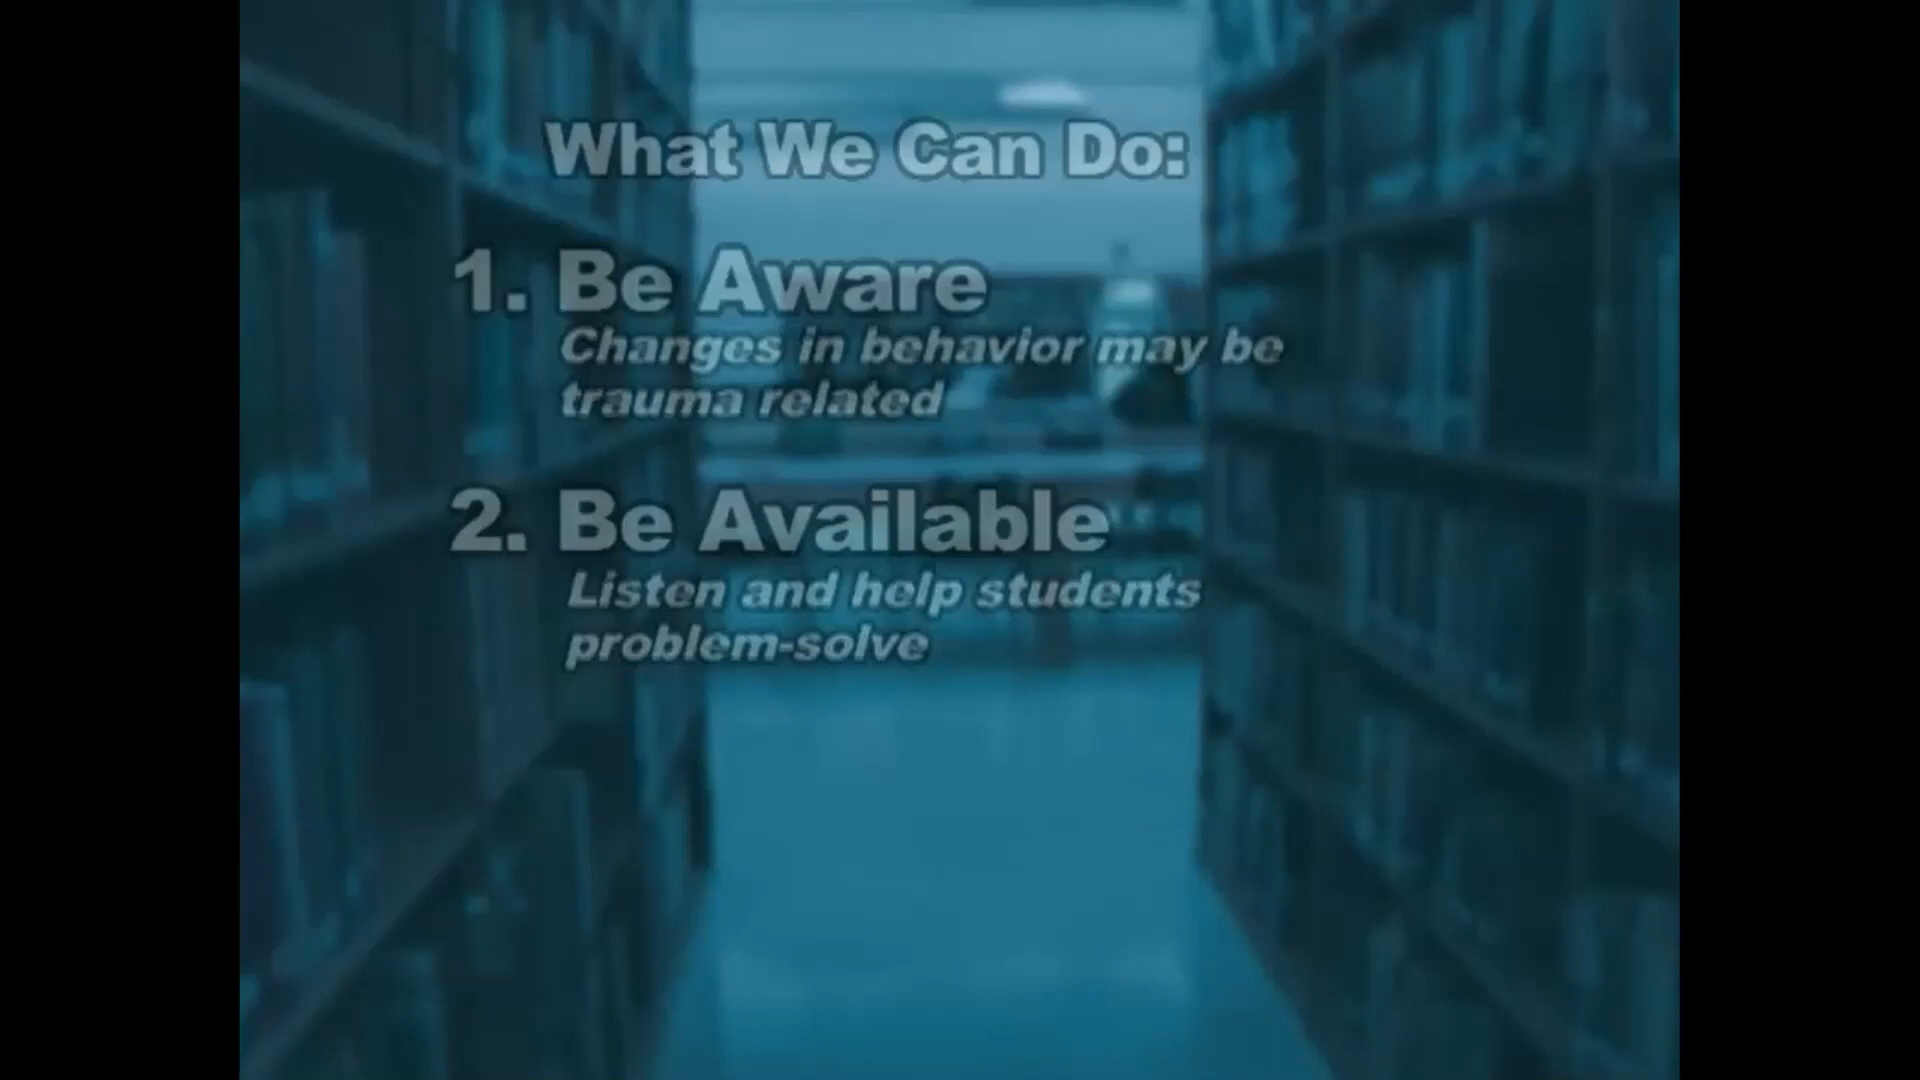 What We Can Do:
1. Be Aware
Changes in behavior may be
trauma related
2. Be Available
Listen and help students
problem-solve